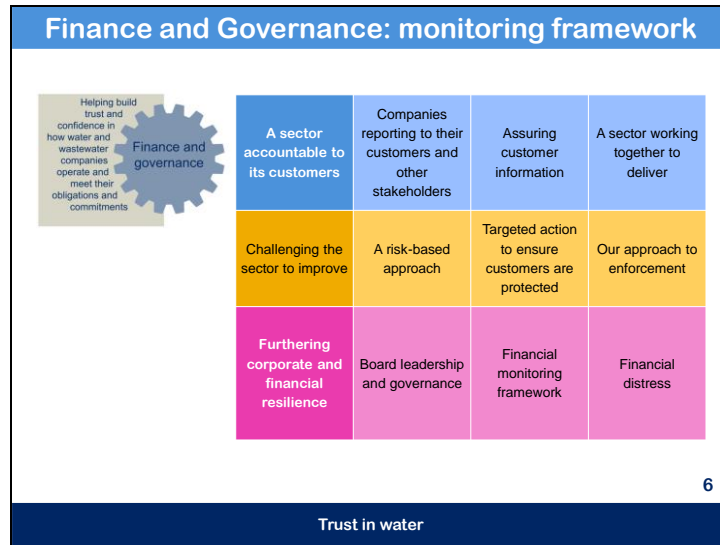 Finance and Governance: monitoring framework
Helping build
trust and
confidence in
how water and
wastewater
companies
operate and
meet their
obligations and
commitments
Finance and
governance
A sector
accountable to
its customers
Companies
reporting to their
customers and
other
stakeholders
Assuring
customer
information
A sector working
together to
deliver
Challenging the
sector to improve
A risk-based
approach
Targeted action
to ensure
customers are
protected
Our approach to
enforcement
Furthering
corporate and
financial
resilience
Board leadership
and governance
Financial
monitoring
framework
Financial
distress
6
Trust in water